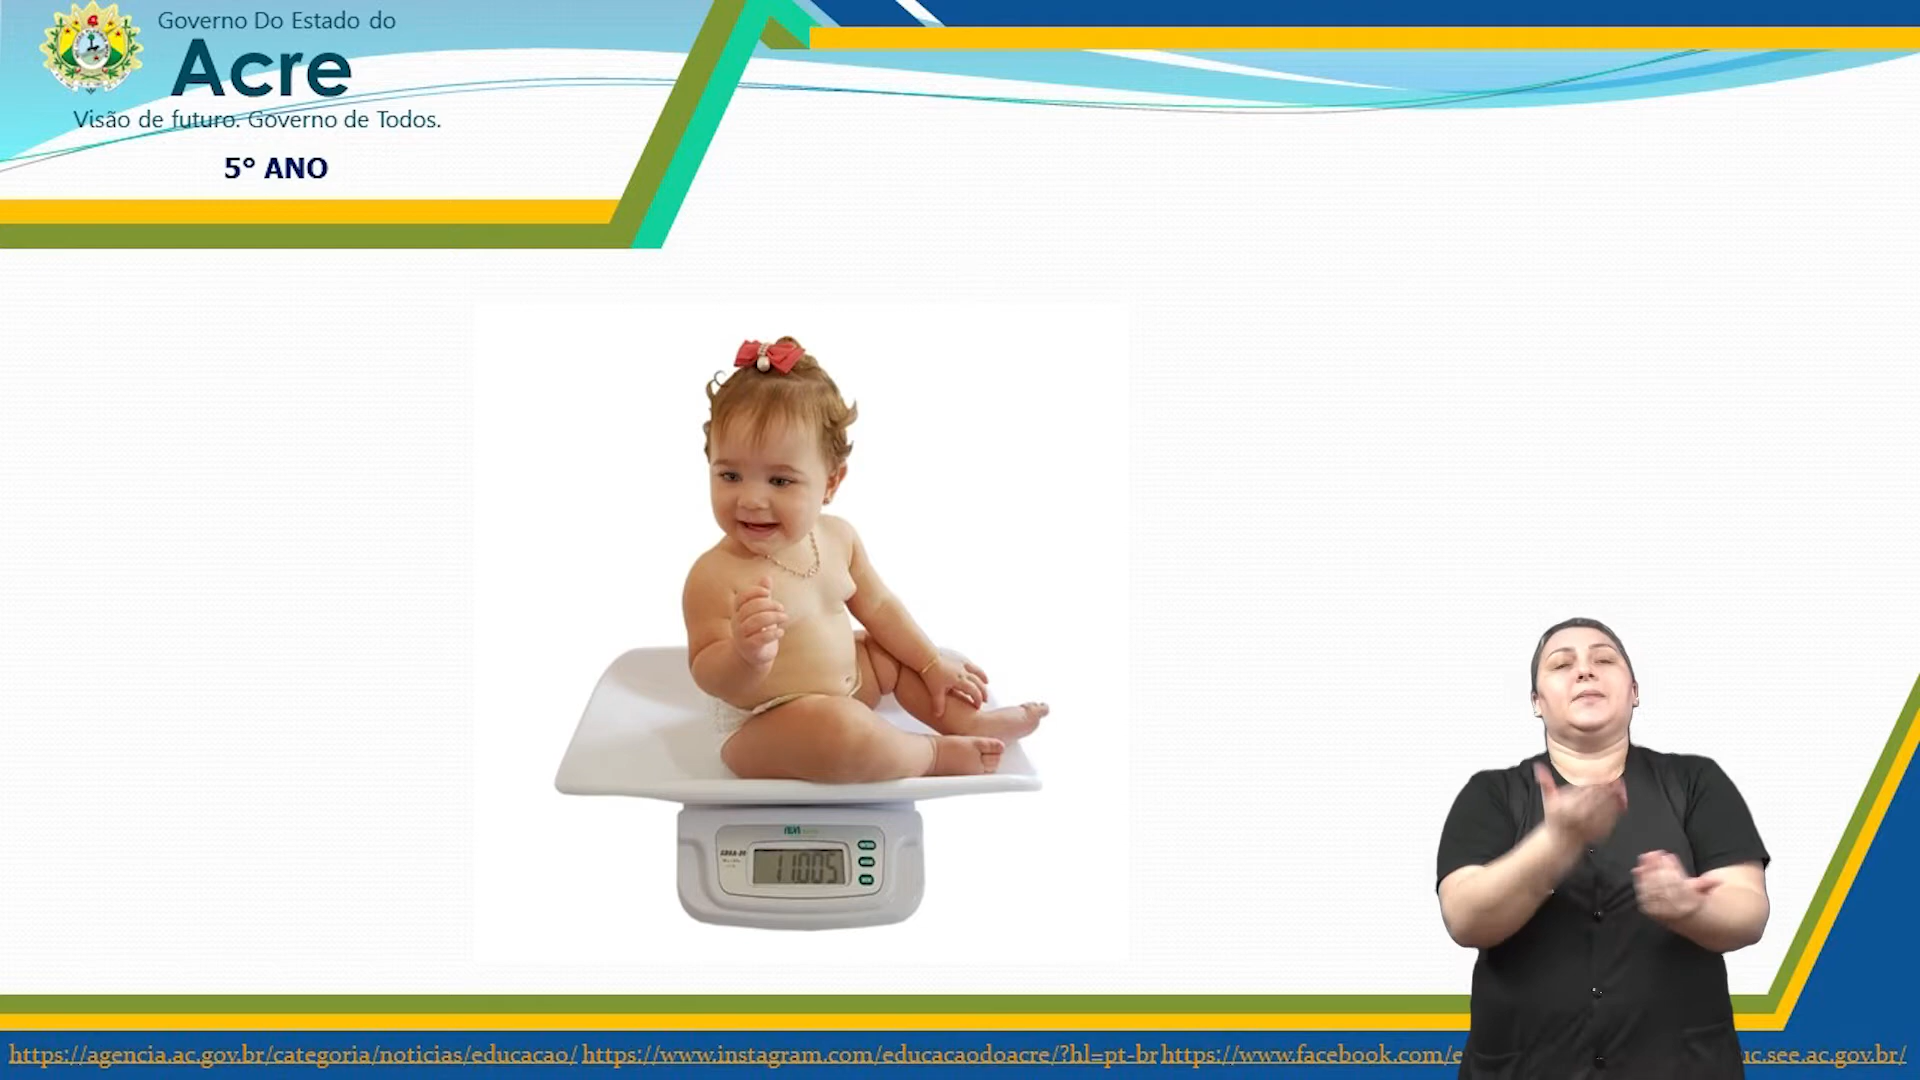 Governo Do Estado do
Acre
Visão de futuro. Governo de Todos.
5° ANO
11.005
https://agencia.ac.gov.br/categoria/noticias/educacao/ https://www.instagram.com/educacaodoacre/?hl=pt-br https://www.facebook.com/e uc.see.ac.gov.br/